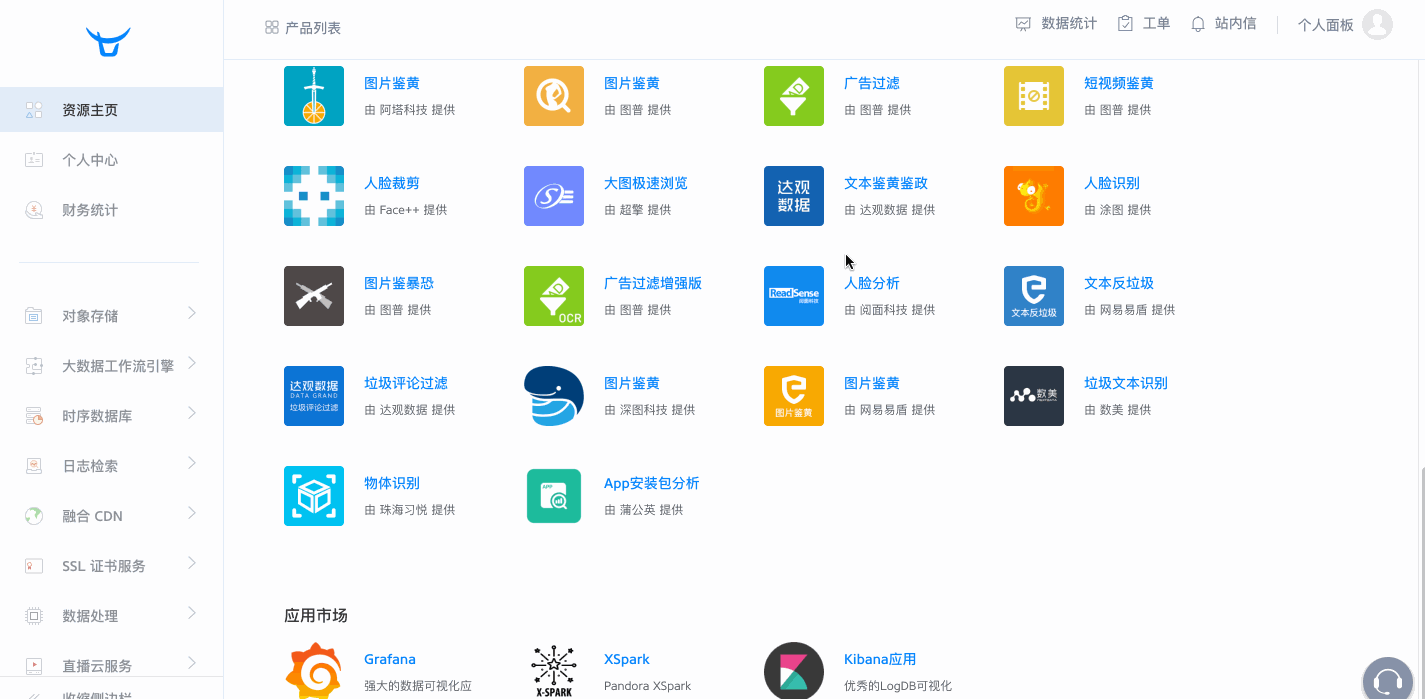 产品列表
数据统计
工单
站内信
个人面板
资源主页
个人中心
财务统计
对象存储
大数据工作流引擎
时序数据库
日志检索
融合 CDN
SSL 证书服务
数据处理
直播云服务
收缩侧边栏
图片鉴黄
由 阿塔科技 提供
图片鉴黄
由 图普 提供
广告过滤
由 图普 提供
短视频鉴黄
由 图普 提供
人脸裁剪
由 Face++ 提供
大图极速浏览
由 超擎 提供
达观
数据
文本鉴黄鉴政
由 达观数据 提供
人脸识别
由 涂图 提供
图片鉴暴恐
由 图普 提供
OCR
广告过滤增强版
由 图普 提供
ReadSense
阅面科技
人脸分析
由 阅面科技 提供
文本反垃圾
文本反垃圾
由 网易易盾 提供
达观数据
DATA GRAND
垃圾评论过滤
垃圾评论过滤
由 达观数据 提供
图片鉴黄
由 深图科技 提供
图片鉴黄
图片鉴黄
由 网易易盾 提供
数美
垃圾文本识别
由 数美 提供
物体识别
由 珠海习悦 提供
APP
App安装包分析
由 蒲公英 提供
应用市场
Grafana
强大的数据可视化应
X-SPARK
XSpark
Pandora XSpark
Kibana应用
优秀的LogDB可视化